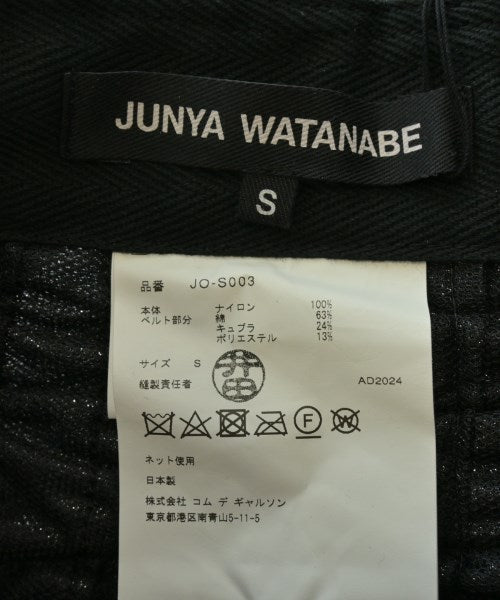 JUNYA WATANABE
S
品番 JO-S003
本体 ナイロン 100%
ベルト部分 綿 63%
キュプラ 24%
ポリエステル 13%
サイズ S
縫製責任者 井田 AD2024
F W
ネット使用
日本製
株式会社 コム デ ギャルソン
東京都港区南青山5-11-5